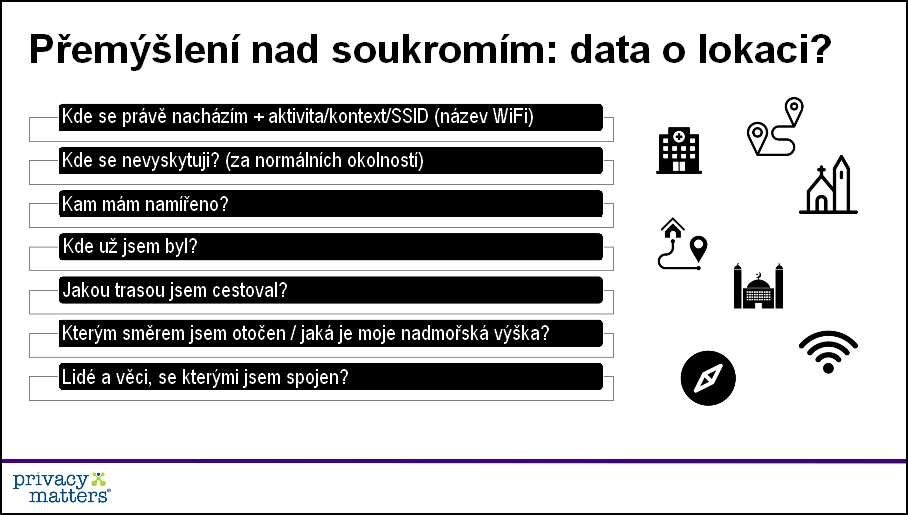 Přemýšlení nad soukromím: data o lokaci?
Kde se právě nacházím + aktivita/kontext/SSID (název WiFi)
Kde se nevyskytuji? (za normálních okolností)
Kam mám namířeno?
Kde už jsem byl?
Jakou trasou jsem cestoval?
Kterým směrem jsem otočen / jaká je moje nadmořská výška?
Lidé a věci, se kterými jsem spojen?
privacy
matters®